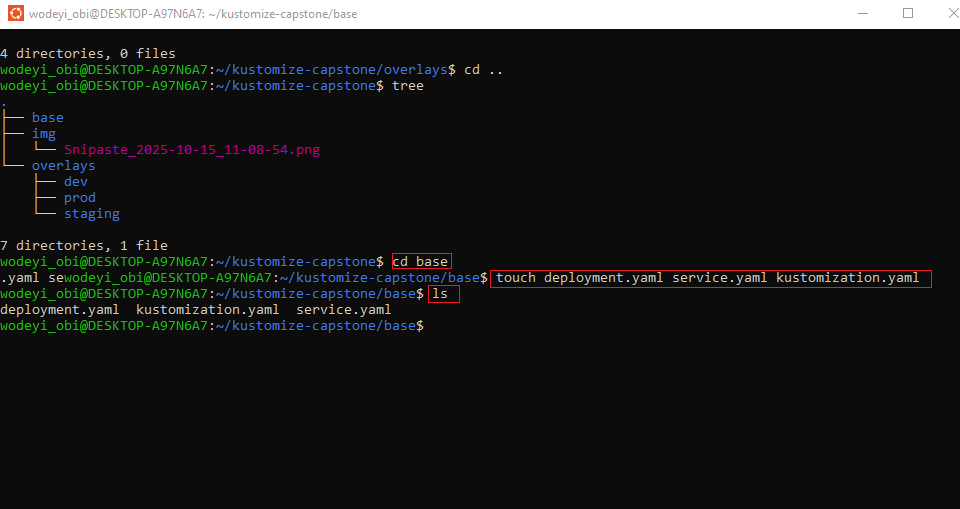 wodeyi_obi@DESKTOP-A97N6A7: ~/kustomize-capstone/base
4 directories, 0 files
wodeyi_obi@DESKTOP-A97N6A7:~/kustomize-capstone/overlays$ cd ..
wodeyi_obi@DESKTOP-A97N6A7:~/kustomize-capstone$ tree
.
├── base
├── img
│   └── Snipaste_2025-10-15_11-08-54.png
└── overlays
    ├── dev
    ├── prod
    └── staging
7 directories, 1 file
wodeyi_obi@DESKTOP-A97N6A7:~/kustomize-capstone$ cd base
.yaml sewodeyi_obi@DESKTOP-A97N6A7:~/kustomize-capstone/base$ touch deployment.yaml service.yaml kustomization.yaml
wodeyi_obi@DESKTOP-A97N6A7:~/kustomize-capstone/base$ ls
deployment.yaml  kustomization.yaml  service.yaml
wodeyi_obi@DESKTOP-A97N6A7:~/kustomize-capstone/base$